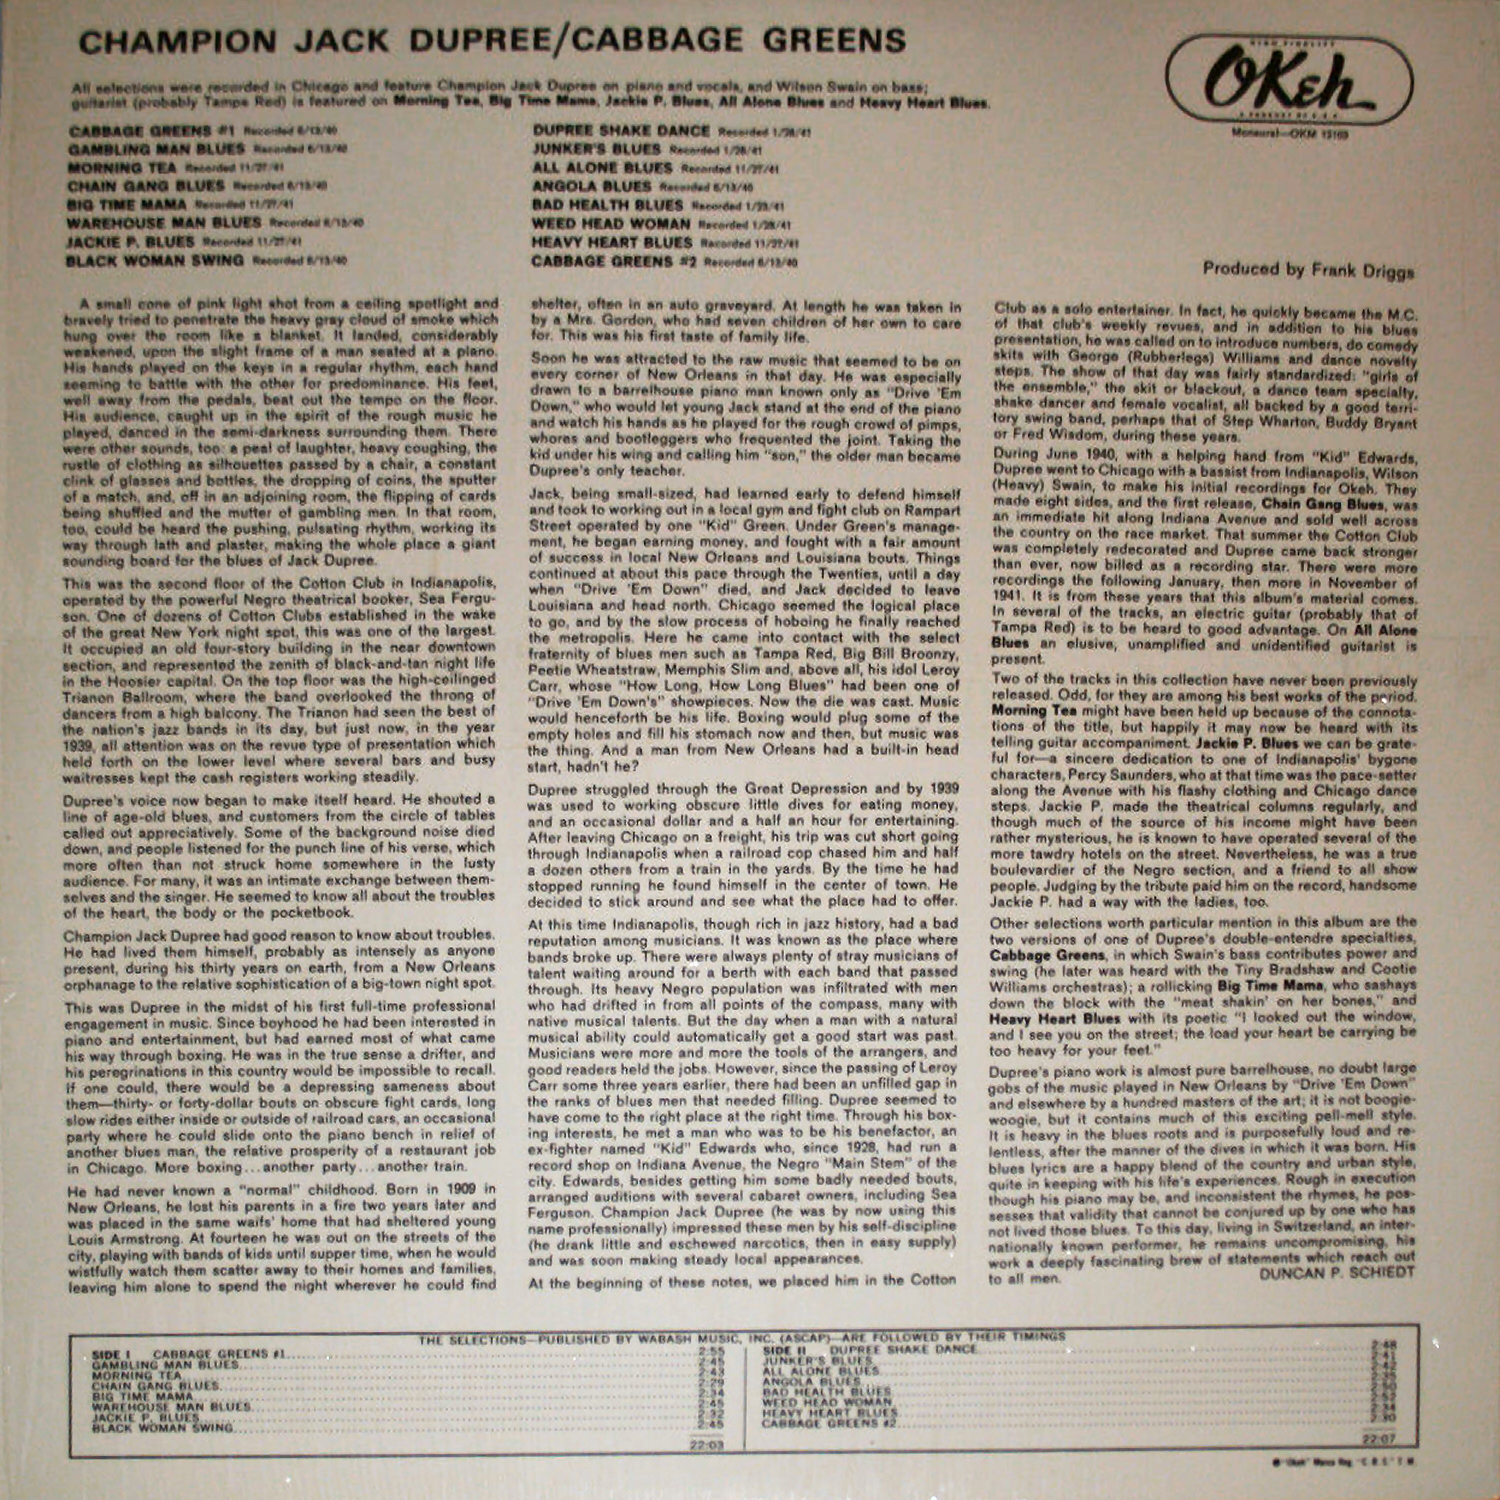 CHAMPION JACK DUPREE/CABBAGE GREENS
All selections were recorded in Chicago and feature Champion Jack Dupree on piano and vocals, and Wilson Swain on bass;
guitarist (probably Tampa Red) is featured on Morning Tea, Big Time Mama, Jackie P. Blues, All Alone Blues and Heavy Heart Blues.
OKeh
Monaural—OKM 12103
CABBAGE GREENS #1 Recorded 6/13/40
GAMBLING MAN BLUES Recorded 6/13/40
MORNING TEA Recorded 11/27/41
CHAIN GANG BLUES Recorded 6/13/40
BIG TIME MAMA Recorded 11/27/41
WAREHOUSE MAN BLUES Recorded 6/13/40
JACKIE P. BLUES Recorded 11/27/41
BLACK WOMAN SWING Recorded 6/13/40
DUPREE SHAKE DANCE Recorded 1/28/41
JUNKER'S BLUES Recorded 1/28/41
ALL ALONE BLUES Recorded 11/27/41
ANGOLA BLUES Recorded 6/13/40
BAD HEALTH BLUES Recorded 1/28/41
WEED HEAD WOMAN Recorded 1/28/41
HEAVY HEART BLUES Recorded 11/27/41
CABBAGE GREENS #2 Recorded 6/13/40
Produced by Frank Driggs
A small cone of pink light shot from a ceiling spotlight and
bravely tried to penetrate the heavy gray cloud of smoke which
hung over the room like a blanket. It landed, considerably
weakened, upon the slight frame of a man seated at a piano.
His hands played on the keys in a regular rhythm, each hand
seeming to battle with the other for predominance. His feet,
well away from the pedals, beat out the tempo on the floor.
His audience, caught up in the spirit of the rough music he
played, danced in the semi-darkness surrounding them. There
were other sounds, too: a peal of laughter, heavy coughing, the
rustle of clothing as silhouettes passed by a chair, a constant
clink of glasses and bottles, the dropping of coins, the sputter
of a match, and, off in an adjoining room, the flipping of cards
being shuffled and the mutter of gambling men. In that room,
too, could be heard the pushing, pulsating rhythm, working its
way through lath and plaster, making the whole place a giant
sounding board for the blues of Jack Dupree.
This was the second floor of the Cotton Club in Indianapolis,
operated by the powerful Negro theatrical booker, Sea Fergu-
son. One of dozens of Cotton Clubs established in the wake
of the great New York night spot, this was one of the largest.
It occupied an old four-story building in the near downtown
section, and represented the zenith of black-and-tan night life
in the Hoosier capital. On the top floor was the high-ceilinged
Trianon Ballroom, where the band overlooked the throng of
dancers from a high balcony. The Trianon had seen the best of
the nation's jazz bands in its day, but just now, in the year
1939, all attention was on the revue type of presentation which
held forth on the lower level where several bars and busy
waitresses kept the cash registers working steadily.
Dupree's voice now began to make itself heard. He shouted a
line of age-old blues, and customers from the circle of tables
called out appreciatively. Some of the background noise died
down, and people listened for the punch line of his verse, which
more often than not struck home somewhere in the lusty
audience. For many, it was an intimate exchange between them-
selves and the singer. He seemed to know all about the troubles
of the heart, the body or the pocketbook.
Champion Jack Dupree had good reason to know about troubles.
He had lived them himself, probably as intensely as anyone
present, during his thirty years on earth, from a New Orleans
orphanage to the relative sophistication of a big-town night spot.
This was Dupree in the midst of his first full-time professional
engagement in music. Since boyhood he had been interested in
piano and entertainment, but had earned most of what came
his way through boxing. He was in the true sense a drifter, and
his peregrinations in this country would be impossible to recall.
If one could, there would be a depressing sameness about
them—thirty- or forty-dollar bouts on obscure fight cards, long
slow rides either inside or outside of railroad cars, an occasional
party where he could slide onto the piano bench in relief of
another blues man, the relative prosperity of a restaurant job
in Chicago. More boxing...another party...another train.
He had never known a "normal" childhood. Born in 1909 in
New Orleans, he lost his parents in a fire two years later and
was placed in the same waifs' home that had sheltered young
Louis Armstrong. At fourteen he was out on the streets of the
city, playing with bands of kids until supper time, when he would
wistfully watch them scatter away to their homes and families,
leaving him alone to spend the night wherever he could find
shelter, often in an auto graveyard. At length he was taken in
by a Mrs. Gordon, who had seven children of her own to care
for. This was his first taste of family life.
Soon he was attracted to the raw music that seemed to be on
every corner of New Orleans in that day. He was especially
drawn to a barrelhouse piano man known only as "Drive 'Em
Down," who would let young Jack stand at the end of the piano
and watch his hands as he played for the rough crowd of pimps,
whores and bootleggers who frequented the joint. Taking the
kid under his wing and calling him "son," the older man became
Dupree's only teacher.
Jack, being small-sized, had learned early to defend himself
and took to working out in a local gym and fight club on Rampart
Street operated by one "Kid" Green. Under Green's manage-
ment, he began earning money, and fought with a fair amount
of success in local New Orleans and Louisiana bouts. Things
continued at about this pace through the Twenties, until a day
when "Drive 'Em Down" died, and Jack decided to leave
Louisiana and head north. Chicago seemed the logical place
to go, and by the slow process of hoboing he finally reached
the metropolis. Here he came into contact with the select
fraternity of blues men such as Tampa Red, Big Bill Broonzy,
Peetie Wheatstraw, Memphis Slim and, above all, his idol Leroy
Carr, whose "How Long, How Long Blues" had been one of
"Drive 'Em Down's" showpieces. Now the die was cast. Music
would henceforth be his life. Boxing would plug some of the
empty holes and fill his stomach now and then, but music was
the thing. And a man from New Orleans had a built-in head
start, hadn't he?
Dupree struggled through the Great Depression and by 1939
was used to working obscure little dives for eating money,
and an occasional dollar and a half an hour for entertaining.
After leaving Chicago on a freight, his trip was cut short going
through Indianapolis when a railroad cop chased him and half
a dozen others from a train in the yards. By the time he had
stopped running he found himself in the center of town. He
decided to stick around and see what the place had to offer.
At this time Indianapolis, though rich in jazz history, had a bad
reputation among musicians. It was known as the place where
bands broke up. There were always plenty of stray musicians of
talent waiting around for a berth with each band that passed
through. Its heavy Negro population was infiltrated with men
who had drifted in from all points of the compass, many with
native musical talents. But the day when a man with a natural
musical ability could automatically get a good start was past.
Musicians were more and more the tools of the arrangers, and
good readers held the jobs. However, since the passing of Leroy
Carr some three years earlier, there had been an unfilled gap in
the ranks of blues men that needed filling. Dupree seemed to
have come to the right place at the right time. Through his box-
ing interests, he met a man who was to be his benefactor, an
ex-fighter named "Kid" Edwards who, since 1928, had run a
record shop on Indiana Avenue, the Negro "Main Stem" of the
city. Edwards, besides getting him some badly needed bouts,
arranged auditions with several cabaret owners, including Sea
Ferguson. Champion Jack Dupree (he was by now using this
name professionally) impressed these men by his self-discipline
(he drank little and eschewed narcotics, then in easy supply)
and was soon making steady local appearances.
At the beginning of these notes, we placed him in the Cotton
Club as a solo entertainer. In fact, he quickly became the M.C.
of that club's weekly revues, and in addition to his blues
presentation, he was called on to introduce numbers, do comedy
skits with George (Rubberlegs) Williams and dance novelty
steps. The show of that day was fairly standardized: "girls of
the ensemble," the skit or blackout, a dance team specialty,
shake dancer and female vocalist, all backed by a good terri-
tory swing band, perhaps that of Step Wharton, Buddy Bryant
or Fred Wisdom, during these years.
During June 1940, with a helping hand from "Kid" Edwards,
Dupree went to Chicago with a bassist from Indianapolis, Wilson
(Heavy) Swain, to make his initial recordings for Okeh. They
made eight sides, and the first release, Chain Gang Blues, was
an immediate hit along Indiana Avenue and sold well across
the country on the race market. That summer the Cotton Club
was completely redecorated and Dupree came back stronger
than ever, now billed as a recording star. There were more
recordings the following January, then more in November of
1941. It is from these years that this album's material comes.
In several of the tracks, an electric guitar (probably that of
Tampa Red) is to be heard to good advantage. On All Alone
Blues an elusive, unamplified and unidentified guitarist is
present.
Two of the tracks in this collection have never been previously
released. Odd, for they are among his best works of the period.
Morning Tea might have been held up because of the connota-
tions of the title, but happily it may now be heard with its
telling guitar accompaniment. Jackie P. Blues we can be grate-
ful for—a sincere dedication to one of Indianapolis' bygone
characters, Percy Saunders, who at that time was the pace-setter
along the Avenue with his flashy clothing and Chicago dance
steps. Jackie P. made the theatrical columns regularly, and
though much of the source of his income might have been
rather mysterious, he is known to have operated several of the
more tawdry hotels on the street. Nevertheless, he was a true
boulevardier of the Negro section, and a friend to all show
people. Judging by the tribute paid him on the record, handsome
Jackie P. had a way with the ladies, too.
Other selections worth particular mention in this album are the
two versions of one of Dupree's double-entendre specialties,
Cabbage Greens, in which Swain's bass contributes power and
swing (he later was heard with the Tiny Bradshaw and Cootie
Williams orchestras); a rollicking Big Time Mama, who sashays
down the block with the "meat shakin' on her bones," and
Heavy Heart Blues with its poetic "I looked out the window,
and I see you on the street; the load your heart be carrying be
too heavy for your feet."
Dupree's piano work is almost pure barrelhouse, no doubt large
gobs of the music played in New Orleans by "Drive 'Em Down"
and elsewhere by a hundred masters of the art; it is not boogie-
woogie, but it contains much of this exciting pell-mell style.
It is heavy in the blues roots and is purposefully loud and re-
lentless, after the manner of the dives in which it was born. His
blues lyrics are a happy blend of the country and urban style,
quite in keeping with his life's experiences. Rough in execution
though his piano may be, and inconsistent the rhymes, he pos-
sesses that validity that cannot be conjured up by one who has
not lived those blues. To this day, living in Switzerland, an inter-
nationally known performer, he remains uncompromising, his
work a deeply fascinating brew of statements which reach out
to all men.
DUNCAN P. SCHIEDT
THE SELECTIONS—PUBLISHED BY WABASH MUSIC, INC. (ASCAP)—ARE FOLLOWED BY THEIR TIMINGS
SIDE I CABBAGE GREENS #1 2:55
GAMBLING MAN BLUES 2:45
MORNING TEA 2:43
CHAIN GANG BLUES 2:29
BIG TIME MAMA 2:34
WAREHOUSE MAN BLUES 2:45
JACKIE P. BLUES 2:32
BLACK WOMAN SWING 2:45
22:03
SIDE II DUPREE SHAKE DANCE 2:48
JUNKER'S BLUES 2:41
ALL ALONE BLUES
ANGOLA BLUES
BAD HEALTH BLUES
WEED HEAD WOMAN
HEAVY HEART BLUES
CABBAGE GREENS #2
22:07